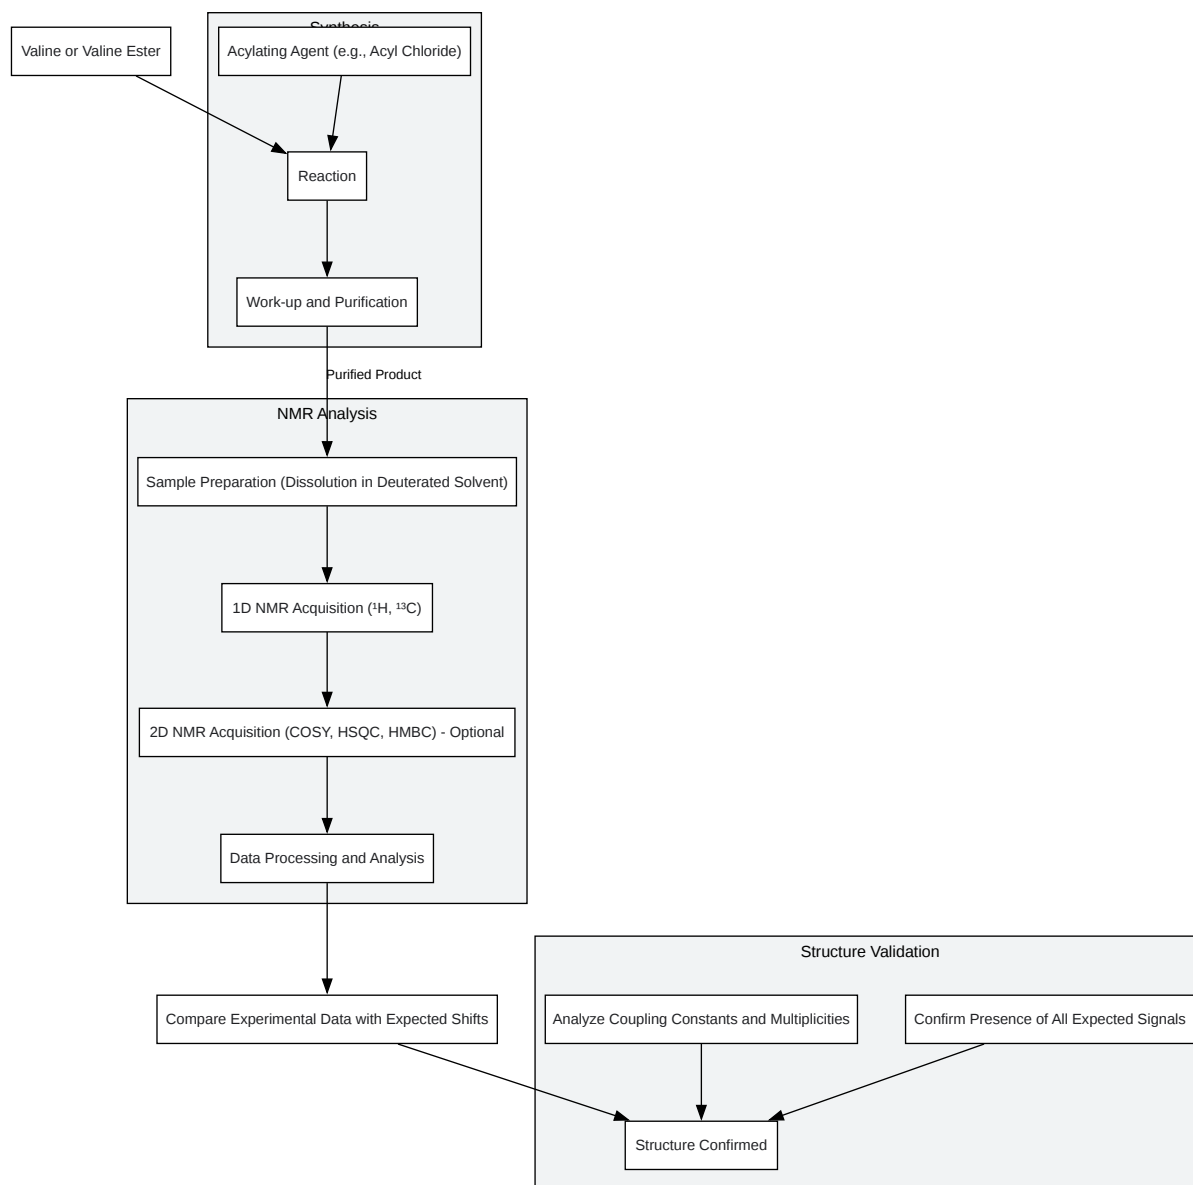 Synthesis
Valine or Valine Ester
Acylating Agent (e.g., Acyl Chloride)
Reaction
Work-up and Purification
Purified Product
NMR Analysis
Sample Preparation (Dissolution in Deuterated Solvent)
1D NMR Acquisition (¹H, ¹³C)
2D NMR Acquisition (COSY, HSQC, HMBC) - Optional
Data Processing and Analysis
Structure Validation
Compare Experimental Data with Expected Shifts
Analyze Coupling Constants and Multiplicities
Confirm Presence of All Expected Signals
Structure Confirmed